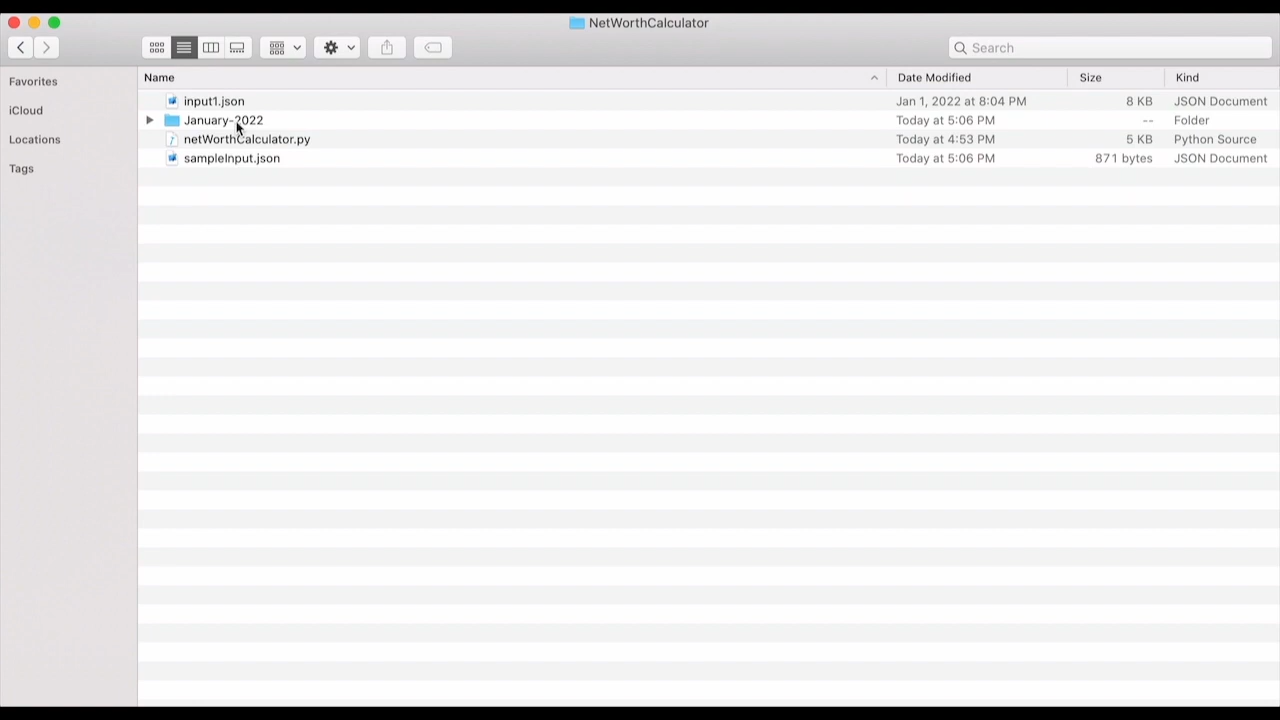 NetWorthCalculator
Search
Favorites
iCloud
Locations
Tags
Name Date Modified Size Kind
input1.json Jan 1, 2022 at 8:04 PM 8 KB JSON Document
January-2022 Today at 5:06 PM -- Folder
netWorthCalculator.py Today at 4:53 PM 5 KB Python Source
sampleInput.json Today at 5:06 PM 871 bytes JSON Document